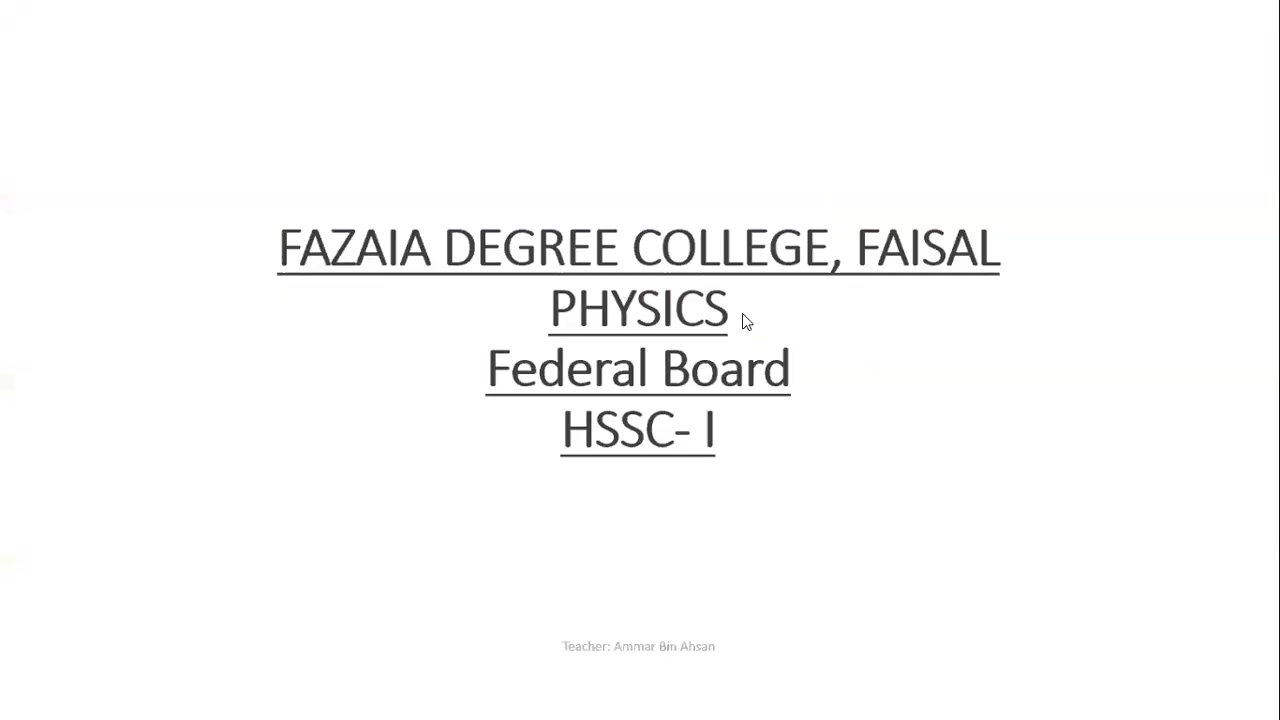 FAZAIA DEGREE COLLEGE, FAISAL
PHYSICS
Federal Board
HSSC- I
Teacher: Ammar Bin Ahsan